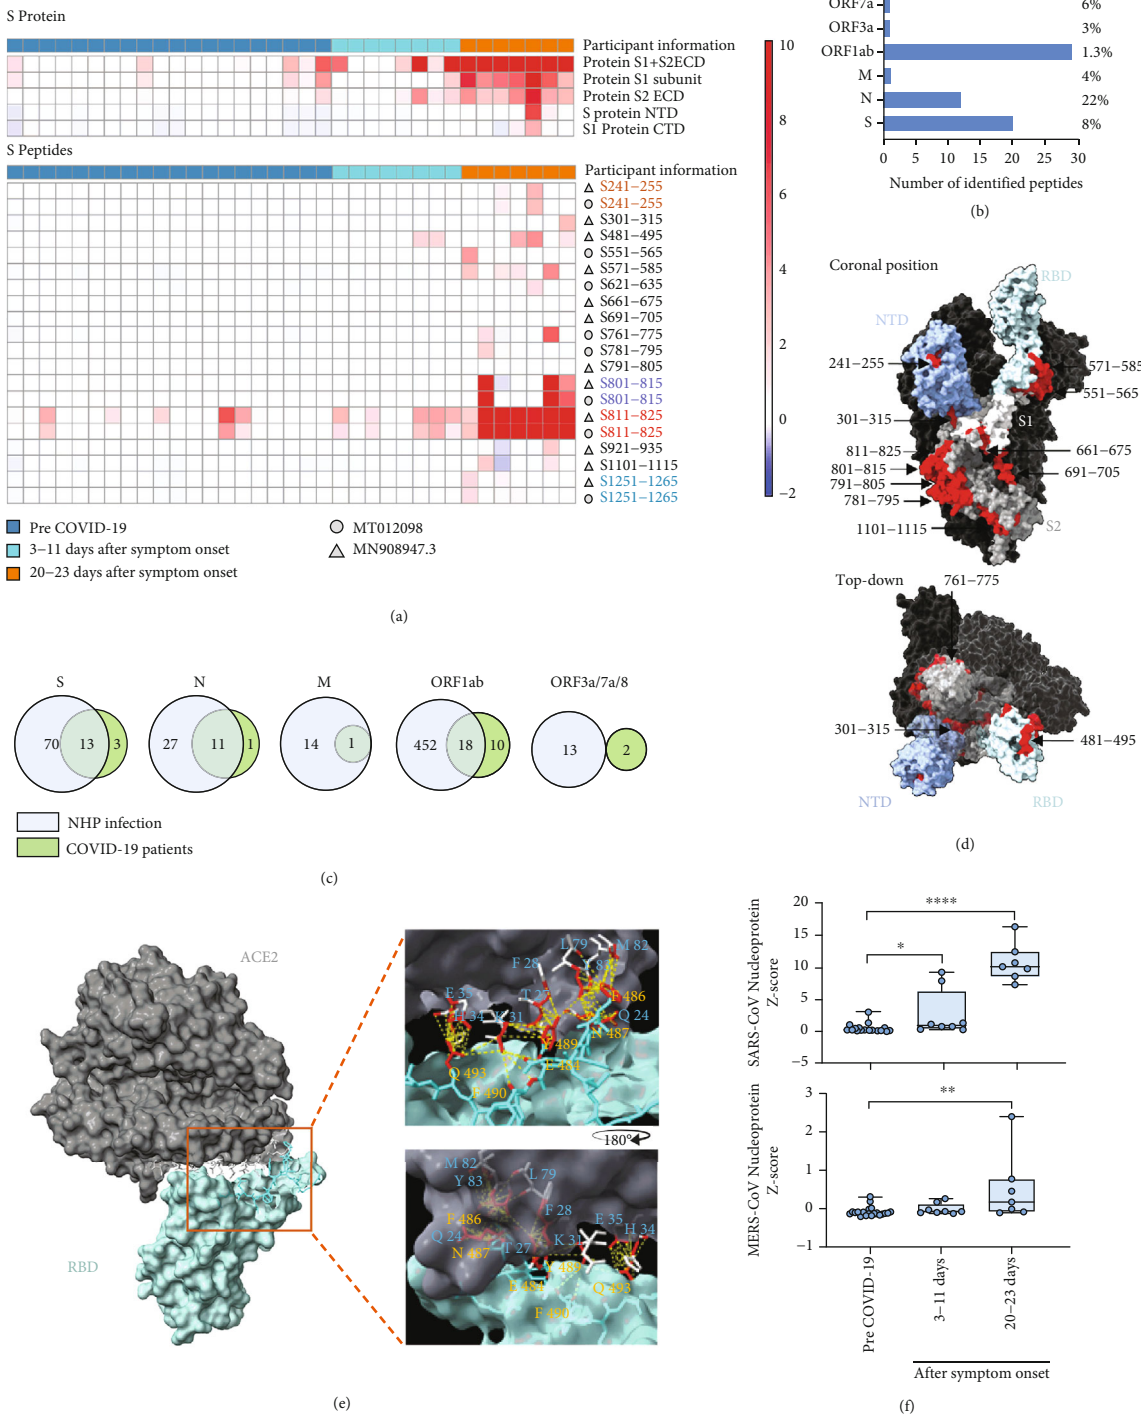 S Protein
Participant information
Protein S1+S2ECD
Protein S1 subunit
Protein S2 ECD
S protein NTD
S1 Protein CTD
S Peptides
Participant information
S241−255
S241−255
S301−315
S481−495
S551−565
S571−585
S621−635
S661−675
S691−705
S761−775
S781−795
S791−805
S801−815
S801−815
S811−825
S811−825
S921−935
S1101−1115
S1251−1265
S1251−1265
10
8
6
4
2
0
−2
Pre COVID-19
3−11 days after symptom onset
20−23 days after symptom onset
MT012098
MN908947.3
(a)
ORF7a 6%
ORF3a 3%
ORF1ab 1.3%
M 4%
N 22%
S 8%
0 5 10 15 20 25 30
Number of identified peptides
(b)
S N M ORF1ab ORF3a/7a/8
70 13 3
27 11 1
14 1
452 18 10
13 2
NHP infection
COVID-19 patients
(c)
Coronal position
RBD
NTD
241−255
571−585
551−565
301−315
S1
811−825
661−675
801−815
691−705
791−805
781−795
1101−1115
S2
Top-down
761−775
301−315
481−495
NTD
RBD
(d)
ACE2
RBD
L 79
M 82
F 28
E 35
T 27
F 486
H 34
K 31
Q 24
N 487
Y 489
Q 493
E 484
F 490
180°
M 82
Y 83
L 79
F 486
F 28
E 35
Q 24
H 34
N 487
T 27
K 31
Y 489
E 484
Q 493
F 490
(e)
SARS-CoV Nucleoprotein
Z-score
20
15
10
5
0
−5
****
*
MERS-CoV Nucleoprotein
Z-score
3
2
1
0
−1
**
Pre COVID-19
3−11 days
20−23 days
After symptom onset
(f)